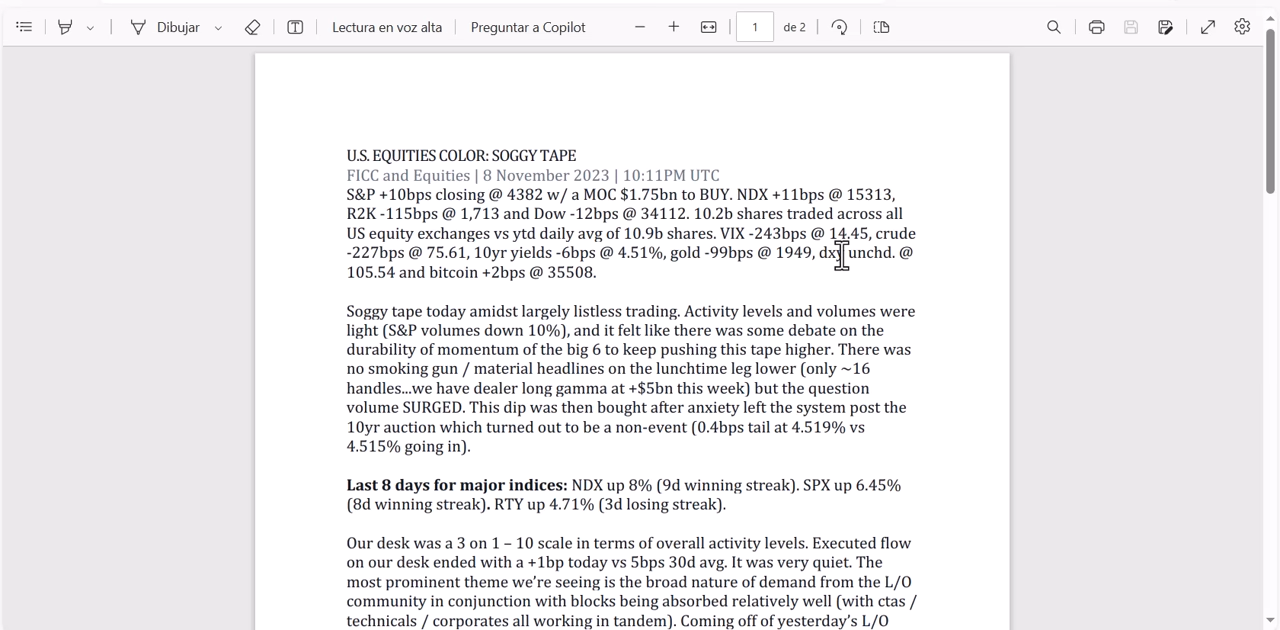 Dibujar
Lectura en voz alta
Preguntar a Copilot
1
de 2
U.S. EQUITIES COLOR: SOGGY TAPE
FICC and Equities | 8 November 2023 | 10:11PM UTC
S&P +10bps closing @ 4382 w/ a MOC $1.75bn to BUY. NDX +11bps @ 15313,
R2K -115bps @ 1,713 and Dow -12bps @ 34112. 10.2b shares traded across all
US equity exchanges vs ytd daily avg of 10.9b shares. VIX -243bps @ 14.45, crude
-227bps @ 75.61, 10yr yields -6bps @ 4.51%, gold -99bps @ 1949, dxy unchd. @
105.54 and bitcoin +2bps @ 35508.
Soggy tape today amidst largely listless trading. Activity levels and volumes were
light (S&P volumes down 10%), and it felt like there was some debate on the
durability of momentum of the big 6 to keep pushing this tape higher. There was
no smoking gun / material headlines on the lunchtime leg lower (only ~16
handles...we have dealer long gamma at +$5bn this week) but the question
volume SURGED. This dip was then bought after anxiety left the system post the
10yr auction which turned out to be a non-event (0.4bps tail at 4.519% vs
4.515% going in).
Last 8 days for major indices: NDX up 8% (9d winning streak). SPX up 6.45%
(8d winning streak). RTY up 4.71% (3d losing streak).
Our desk was a 3 on 1 – 10 scale in terms of overall activity levels. Executed flow
on our desk ended with a +1bp today vs 5bps 30d avg. It was very quiet. The
most prominent theme we're seeing is the broad nature of demand from the L/O
community in conjunction with blocks being absorbed relatively well (with ctas /
technicals / corporates all working in tandem). Coming off of yesterday's L/O